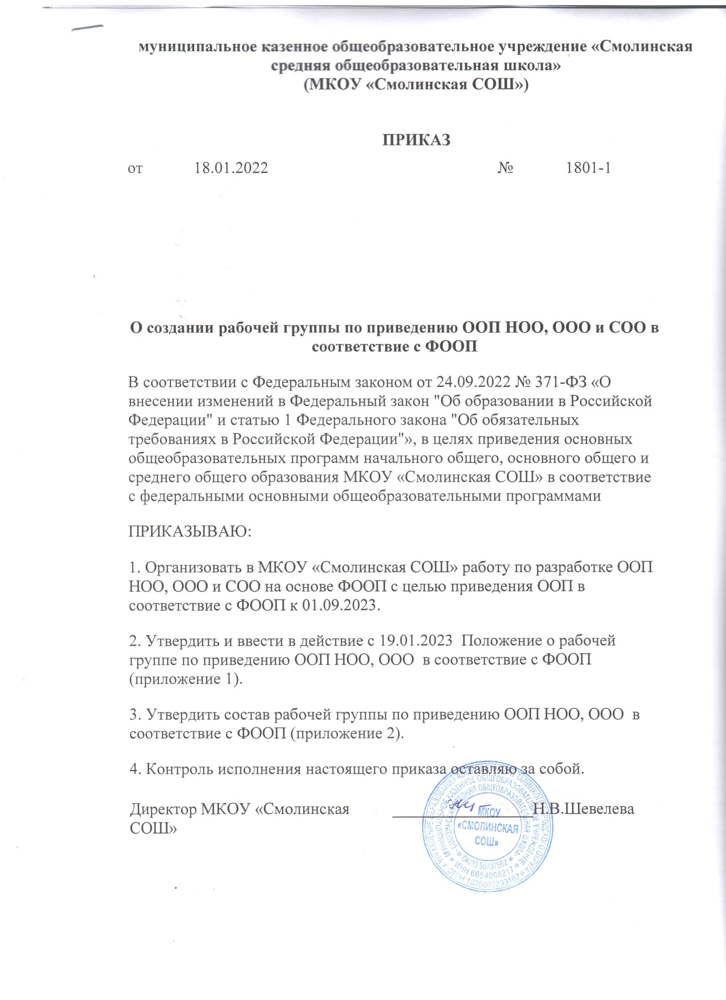 муниципальное казенное общеобразовательное учреждение «Смолинская
средняя общеобразовательная школа»
(МКОУ «Смолинская СОШ»)
ПРИКАЗ
от 18.01.2022 № 1801-1
О создании рабочей группы по приведению ООП НОО, ООО и СОО в
соответствие с ФООП
В соответствии с Федеральным законом от 24.09.2022 № 371-ФЗ «О
внесении изменений в Федеральный закон "Об образовании в Российской
Федерации" и статью 1 Федерального закона "Об обязательных
требованиях в Российской Федерации"», в целях приведения основных
общеобразовательных программ начального общего, основного общего и
среднего общего образования МКОУ «Смолинская СОШ» в соответствие
с федеральными основными общеобразовательными программами
ПРИКАЗЫВАЮ:
1. Организовать в МКОУ «Смолинская СОШ» работу по разработке ООП
НОО, ООО и СОО на основе ФООП с целью приведения ООП в
соответствие с ФООП к 01.09.2023.
2. Утвердить и ввести в действие с 19.01.2023 Положение о рабочей
группе по приведению ООП НОО, ООО в соответствие с ФООП
(приложение 1).
3. Утвердить состав рабочей группы по приведению ООП НОО, ООО в
соответствие с ФООП (приложение 2).
4. Контроль исполнения настоящего приказа оставляю за собой.
Директор МКОУ «Смолинская Н.В.Шевелева
СОШ»
УПРАВЛЕНИЕ ОБРАЗОВАНИЯ АДМИНИСТРАЦИИ ТАЛИЦКОГО ГОРОДСКОГО ОКРУГА * ОГРН 1026602233162 *
МУНИЦИПАЛЬНОЕ КАЗЕННОЕ ОБЩЕОБРАЗОВАТЕЛЬНОЕ УЧРЕЖДЕНИЕ * ИНН 6654008217 *
«СМОЛИНСКАЯ СРЕДНЯЯ ОБЩЕОБРАЗОВАТЕЛЬНАЯ ШКОЛА» * ОКПО 50737562 *
МКОУ
«СМОЛИНСКАЯ
СОШ»